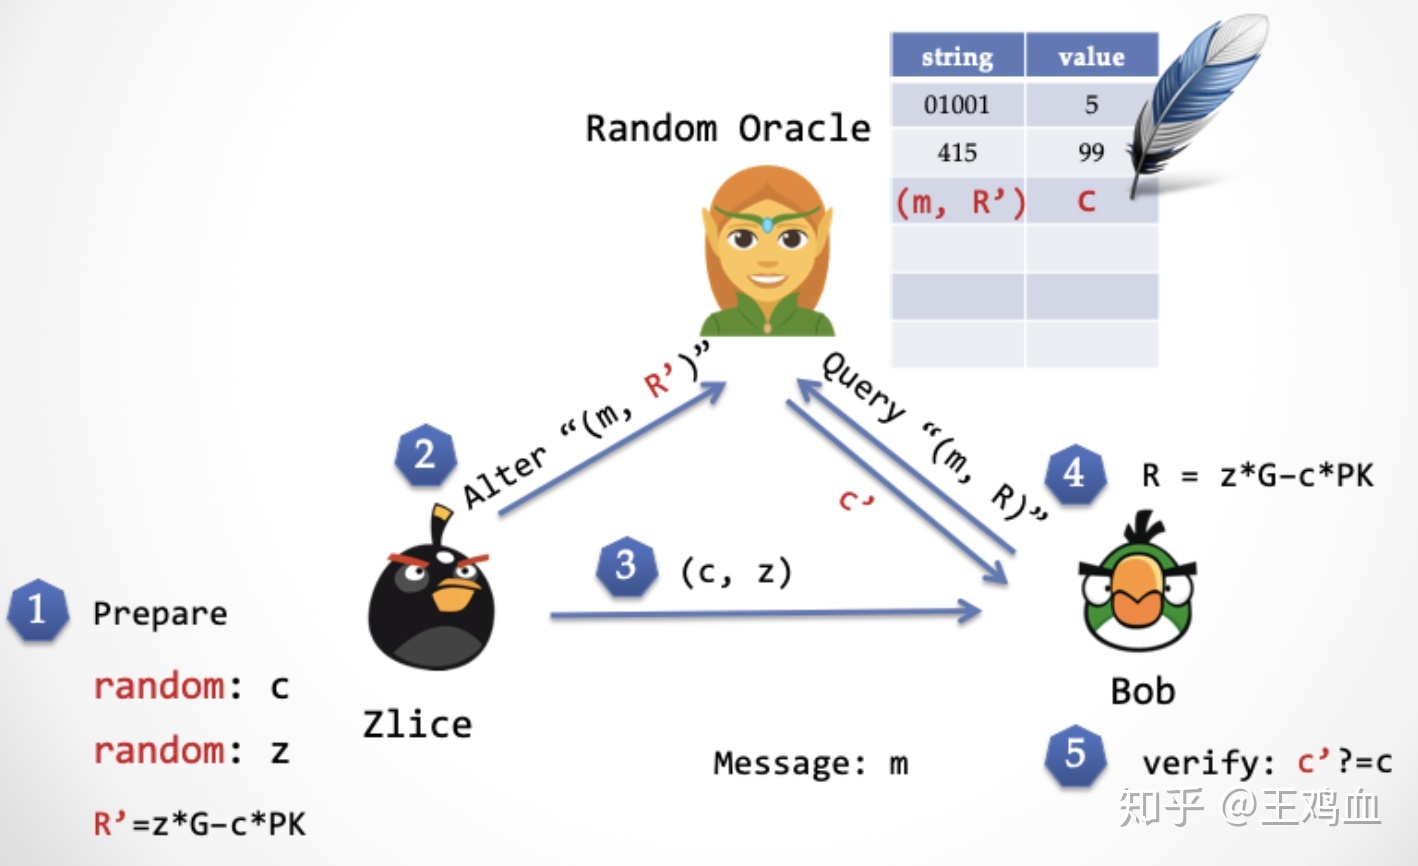 string value
01001 5
415 99
(m, R’) C
Random Oracle
2
Alter “(m, R’)”
Query “(m, R)”
c’
4
R = z*G-c*PK
3
(c, z)
1
Prepare
random: c
random: z
R’=z*G-c*PK
Zlice
Bob
Message: m
5
verify: c’?=c
知乎 @王鸡血